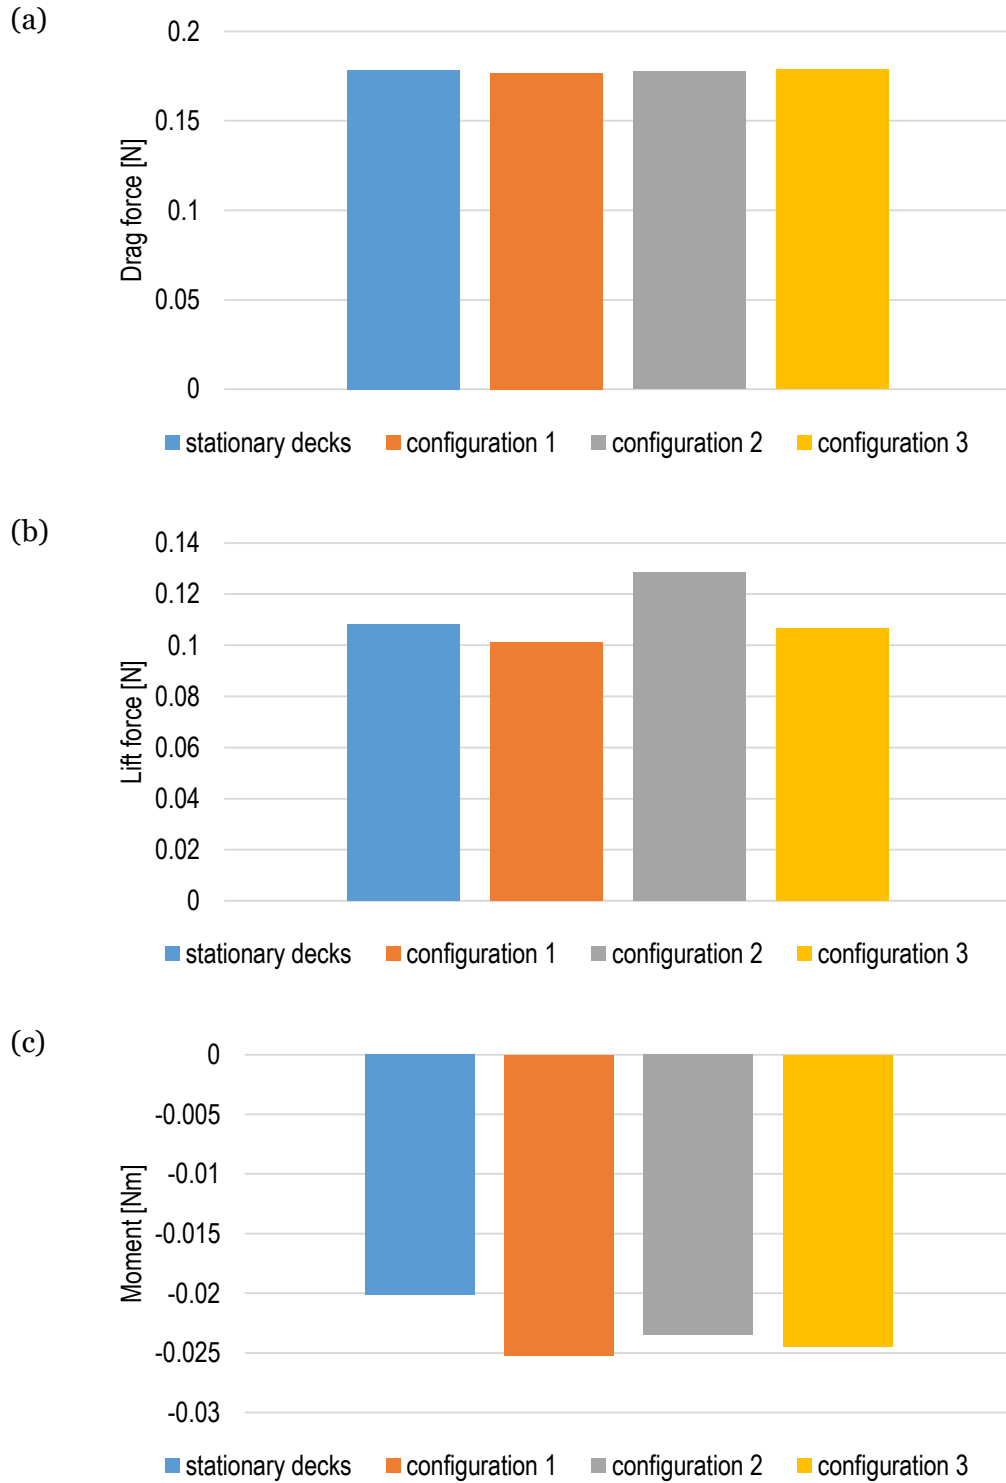 (a)
Drag force [N]
0.2
0.15
0.1
0.05
0
stationary decks configuration 1 configuration 2 configuration 3
(b)
Lift force [N]
0.14
0.12
0.1
0.08
0.06
0.04
0.02
0
stationary decks configuration 1 configuration 2 configuration 3
(c)
Moment [Nm]
0
-0.005
-0.01
-0.015
-0.02
-0.025
-0.03
stationary decks configuration 1 configuration 2 configuration 3